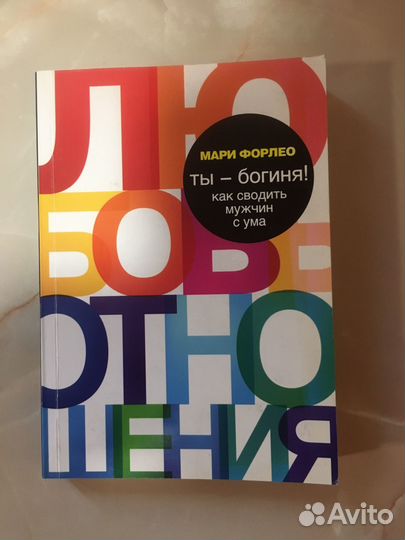 ЛЮ
БОВЬ
ОТНО
ШЕНИЯ
МАРИ ФОРЛЕО
ты – богиня!
как сводить
мужчин
с ума
Avito